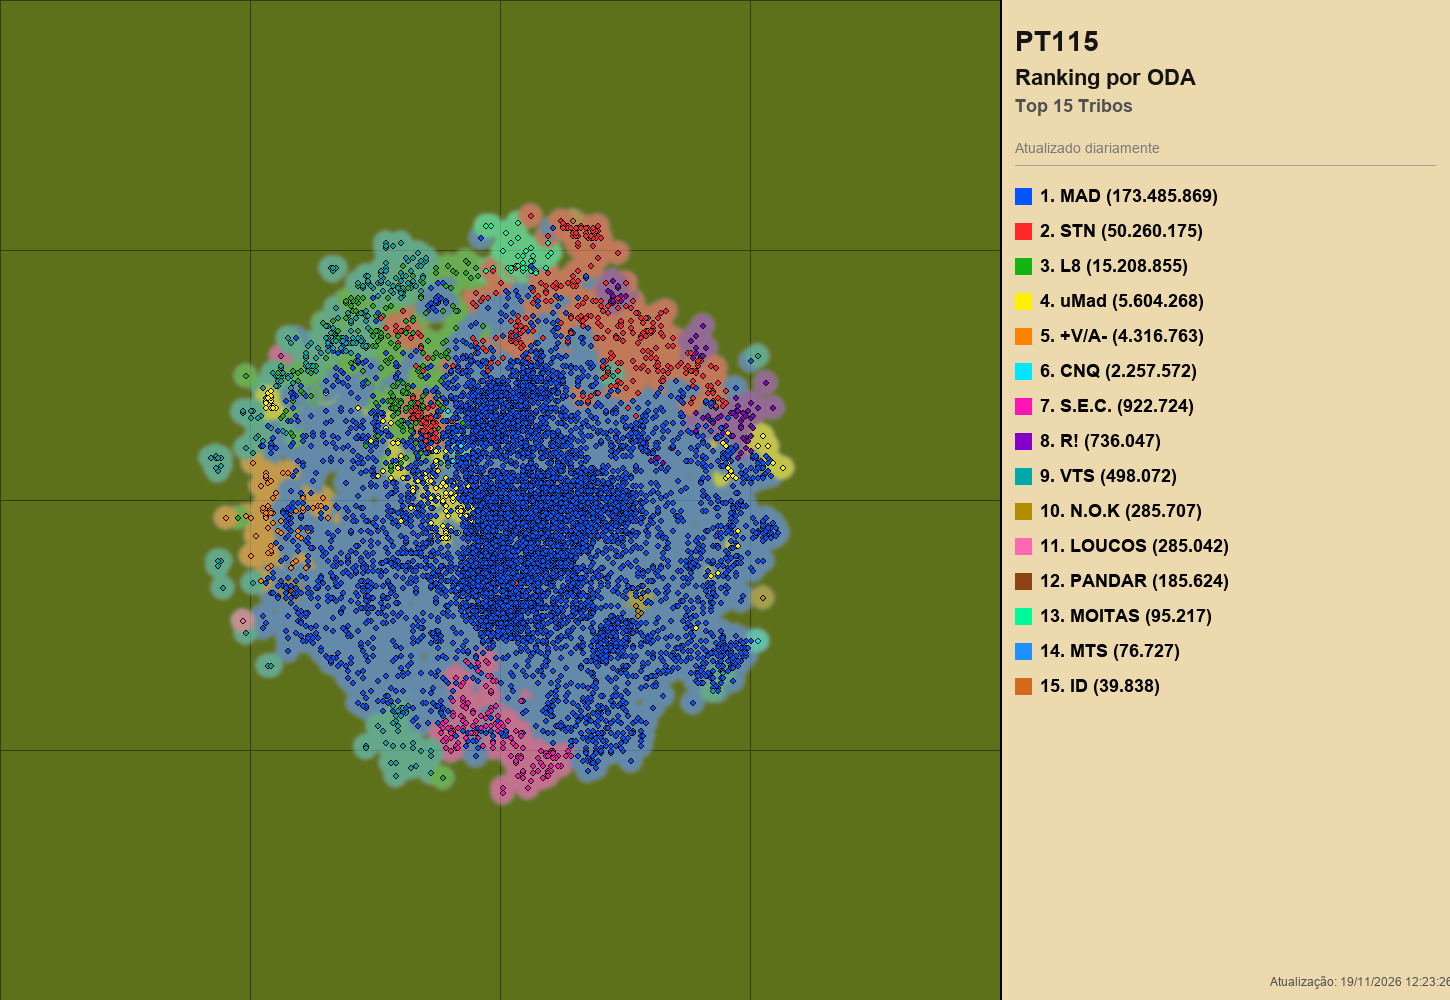 PT115
Ranking por ODA
Top 15 Tribos
Atualizado diariamente
1. MAD (173.485.869)
2. STN (50.260.175)
3. L8 (15.208.855)
4. uMad (5.604.268)
5. +V/A- (4.316.763)
6. CNQ (2.257.572)
7. S.E.C. (922.724)
8. R! (736.047)
9. VTS (498.072)
10. N.O.K (285.707)
11. LOUCOS (285.042)
12. PANDAR (185.624)
13. MOITAS (95.217)
14. MTS (76.727)
15. ID (39.838)
Atualização: 19/11/2026 12:23:26